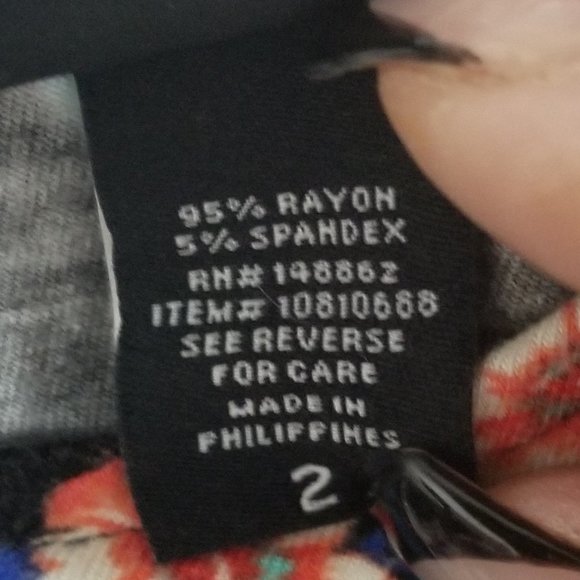 95% RAYON
5% SPANDEX
RN# 148862
ITEM# 10810688
SEE REVERSE
FOR CARE
MADE IN
PHILIPPINES
2